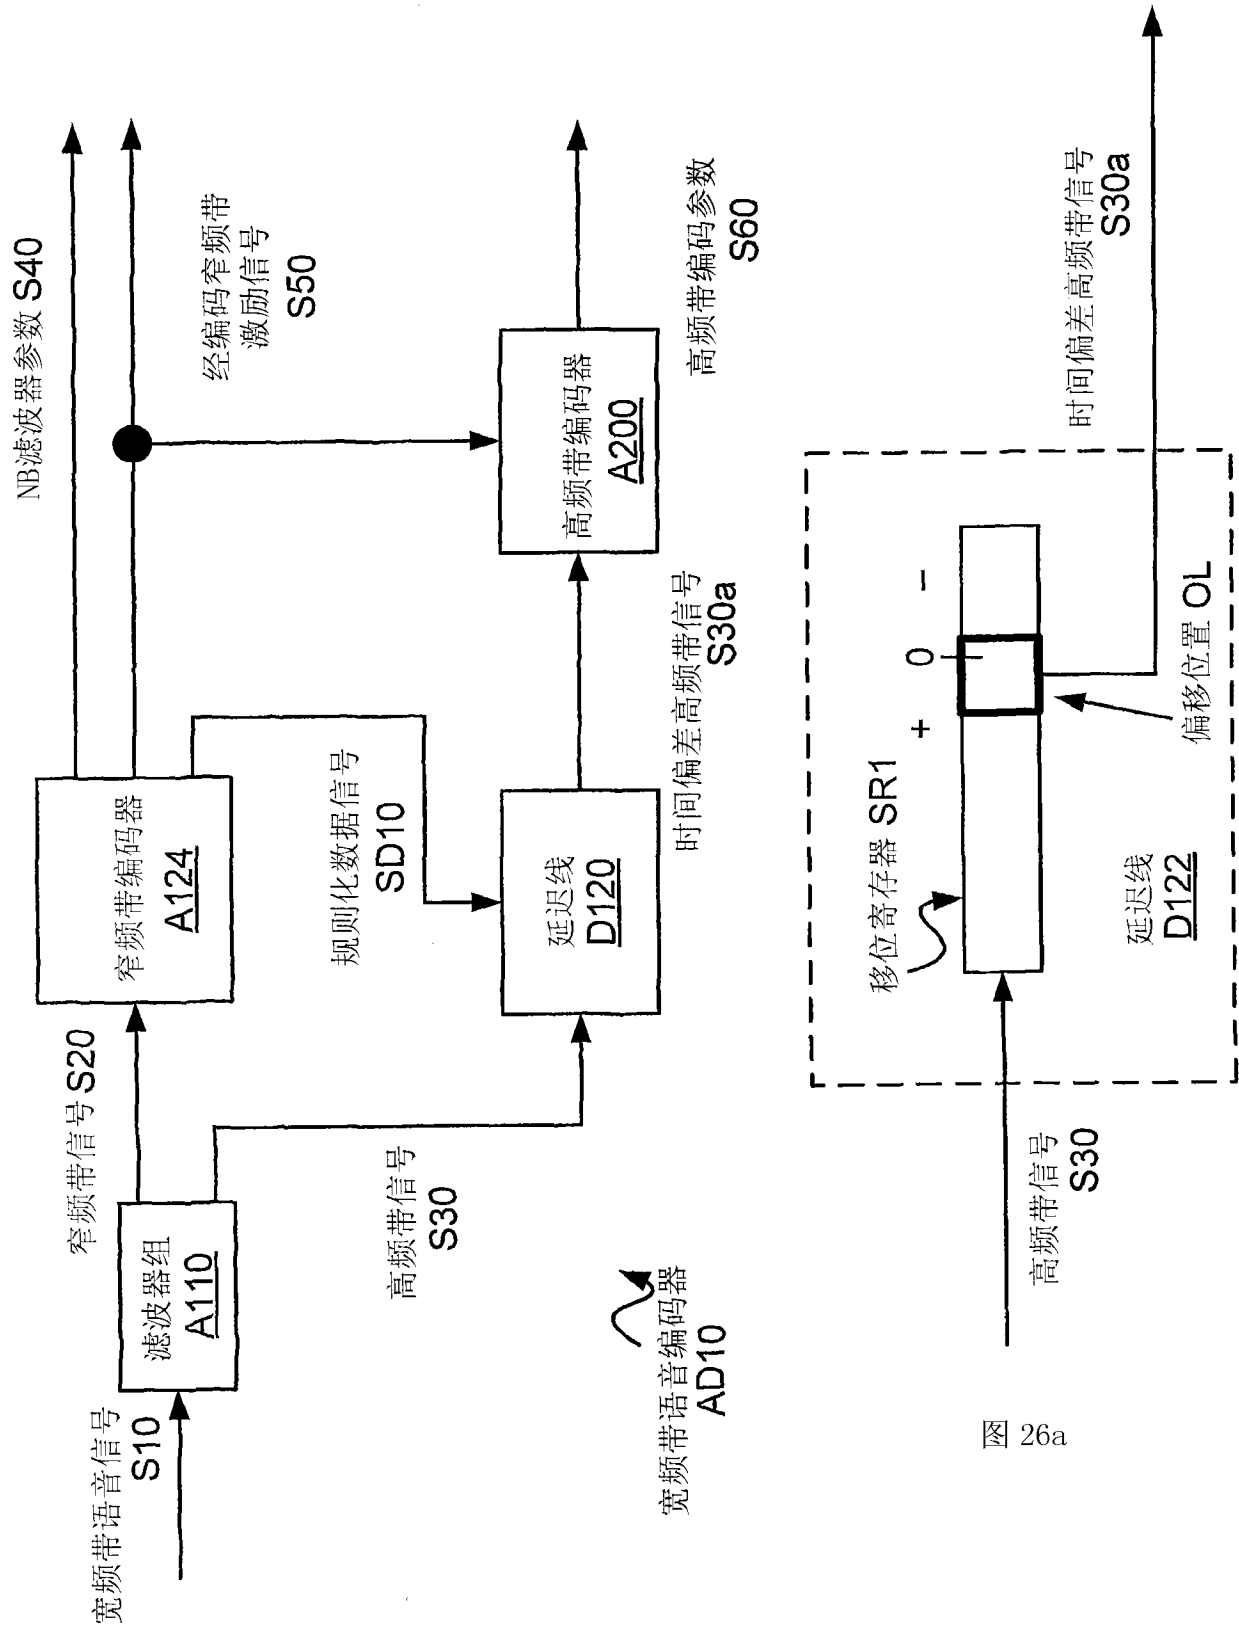 NB滤波器参数 S40
经编码窄频带
激励信号
S50
窄频带信号 S20
窄频带编码器
A124
宽频带语音信号
S10
滤波器组
A110
规则化数据信号
SD10
高频带信号
S30
延迟线
D120
时间偏差高频带信号
S30a
高频带编码器
A200
高频带编码参数
S60
宽频带语音编码器
AD10
高频带信号
S30
移位寄存器 SR1
+
0
-
偏移位置 OL
延迟线
D122
时间偏差高频带信号
S30a
图 26a